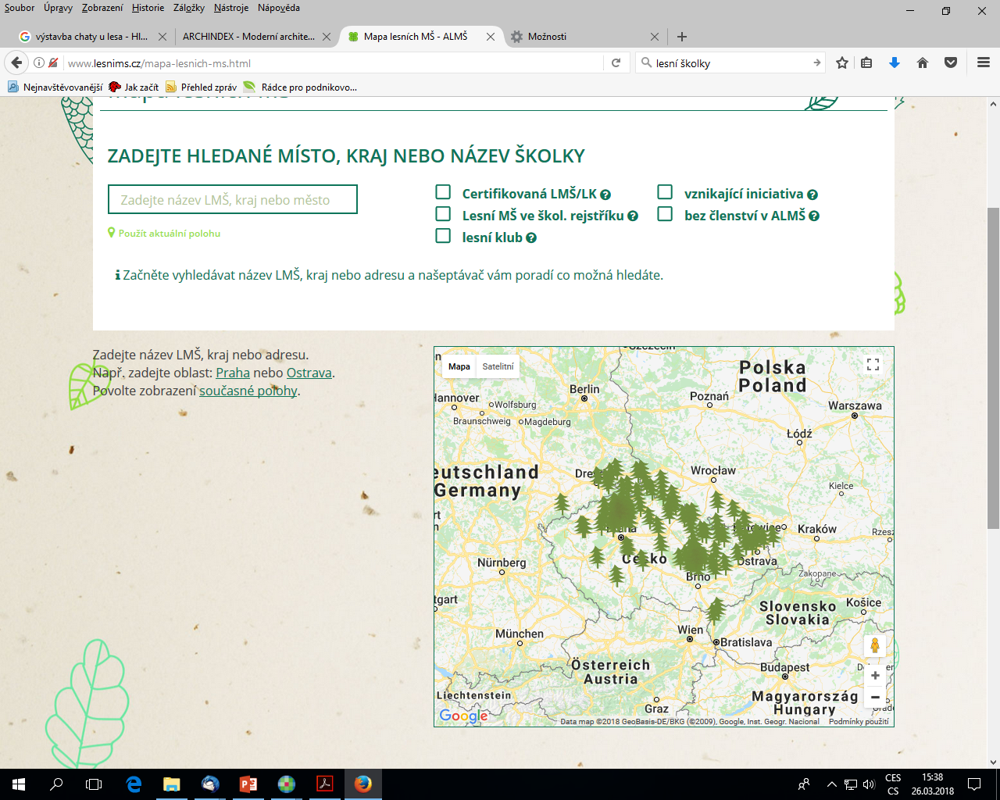 Soubor Úpravy Zobrazení Historie Záložky Nástroje Nápověda
výstavba chaty u lesa - Hl...
ARCHINDEX - Moderní archite...
Mapa lesních MŠ - ALMŠ
Možnosti
www.lesnims.cz/mapa-lesnich-ms.html
lesní školky
Nejnavštěvovanější Jak začít Přehled zpráv Rádce pro podnikovo...
ZADEJTE HLEDANÉ MÍSTO, KRAJ NEBO NÁZEV ŠKOLKY
Zadejte název LMŠ, kraj nebo město
Použít aktuální polohu
Certifikovaná LMŠ/LK
Lesní MŠ ve škol. rejstříku
lesní klub
vznikající iniciativa
bez členství v ALMŠ
Začněte vyhledávat název LMŠ, kraj nebo adresu a našeptávač vám poradí co možná hledáte.
Zadejte název LMŠ, kraj nebo adresu.
Např. zadejte oblast: Praha nebo Ostrava.
Povolte zobrazení současné polohy.
Mapa Satelitní
Szczecin
Polska
Poland
Berlin
Hannover
Wolfsburg
Braunschweig
Magdeburg
Poznań
Warszawa
Łódź
Deutschland
Germany
Wrocław
Kielce
Katowice
Kraków
Nürnberg
Česko
Ostrava
Brno
Zakopane
Slovensko
Slovakia
Košice
München
Wien
Bratislava
Österreich
Austria
Budapest
Liechtenstein
Magyarország
Hungary
Graz
Google
Data map ©2018 GeoBasis-DE/BKG (©2009), Google, Inst. Geogr. Nacional Podmínky použití
CES
CS
15:38
26.03.2018